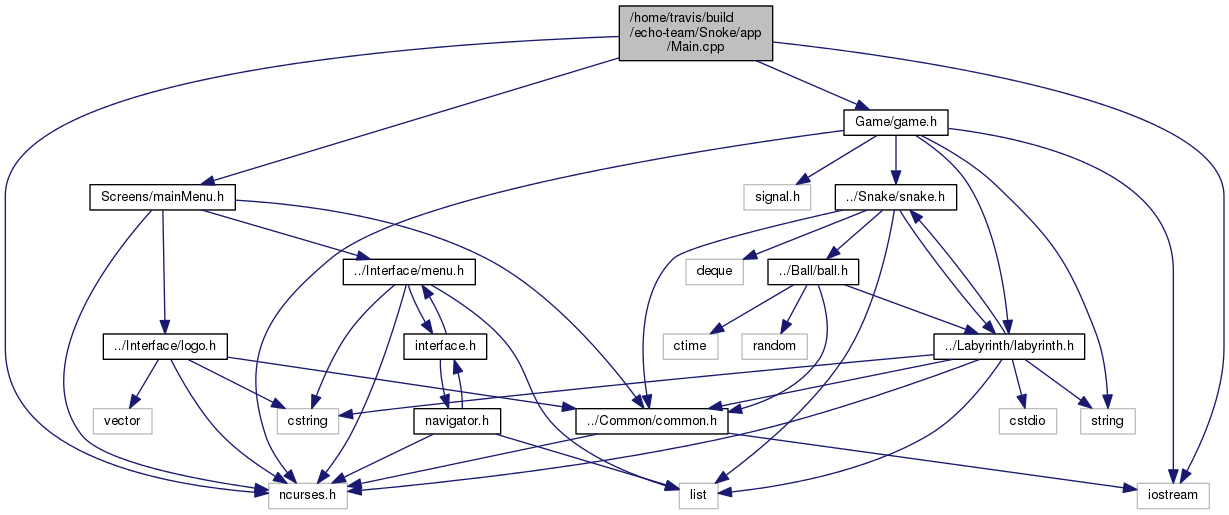 /home/travis/build
/echo-team/Snoke/app
/Main.cpp
Game/game.h
Screens/mainMenu.h
signal.h
../Snake/snake.h
../Interface/menu.h
deque
../Ball/ball.h
../Interface/logo.h
interface.h
ctime
random
../Labyrinth/labyrinth.h
vector
cstring
navigator.h
../Common/common.h
cstdio
string
ncurses.h
list
iostream